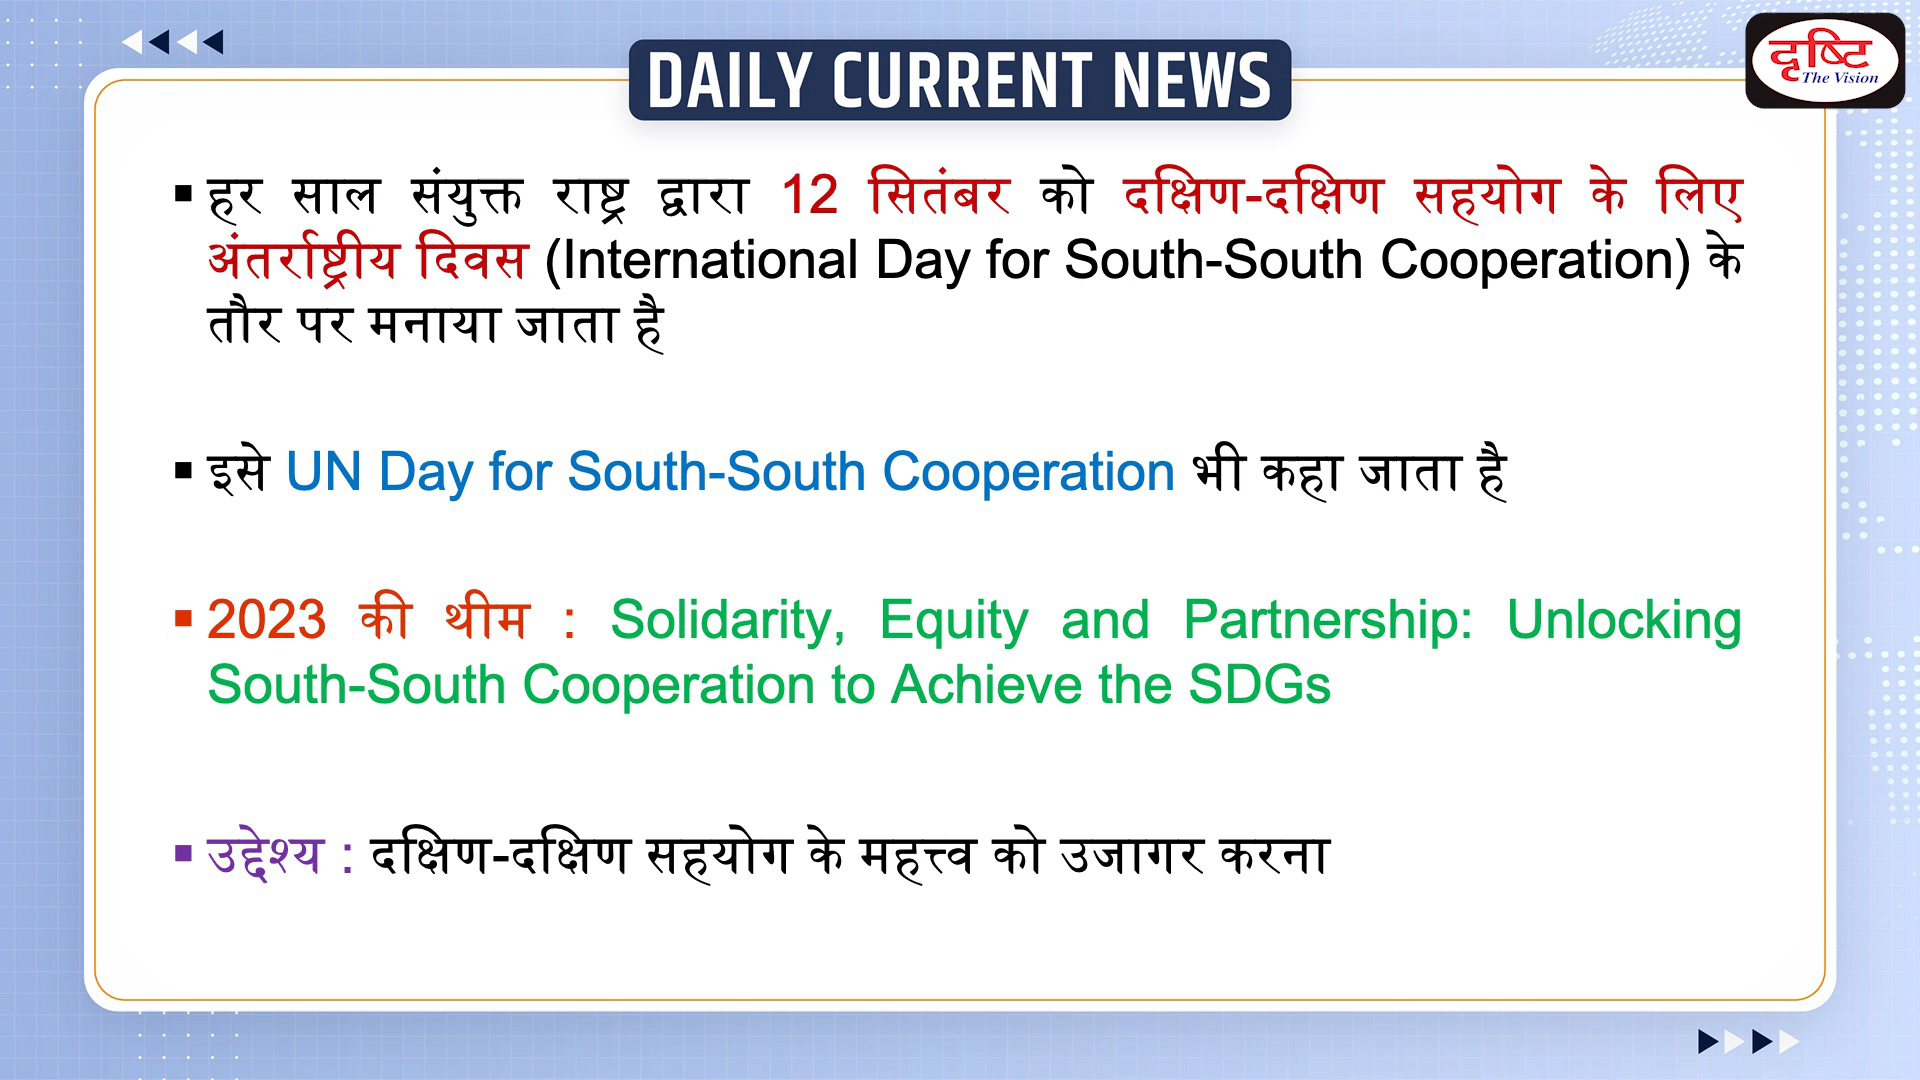 DAILY CURRENT NEWS
दृष्टि
The Vision
▪ हर साल संयुक्त राष्ट्र द्वारा 12 सितंबर को दक्षिण-दक्षिण सहयोग के लिए
अंतर्राष्ट्रीय दिवस (International Day for South-South Cooperation) के
तौर पर मनाया जाता है
▪ इसे UN Day for South-South Cooperation भी कहा जाता है
▪ 2023 की थीम : Solidarity, Equity and Partnership: Unlocking
South-South Cooperation to Achieve the SDGs
▪ उद्देश्य : दक्षिण-दक्षिण सहयोग के महत्त्व को उजागर करना